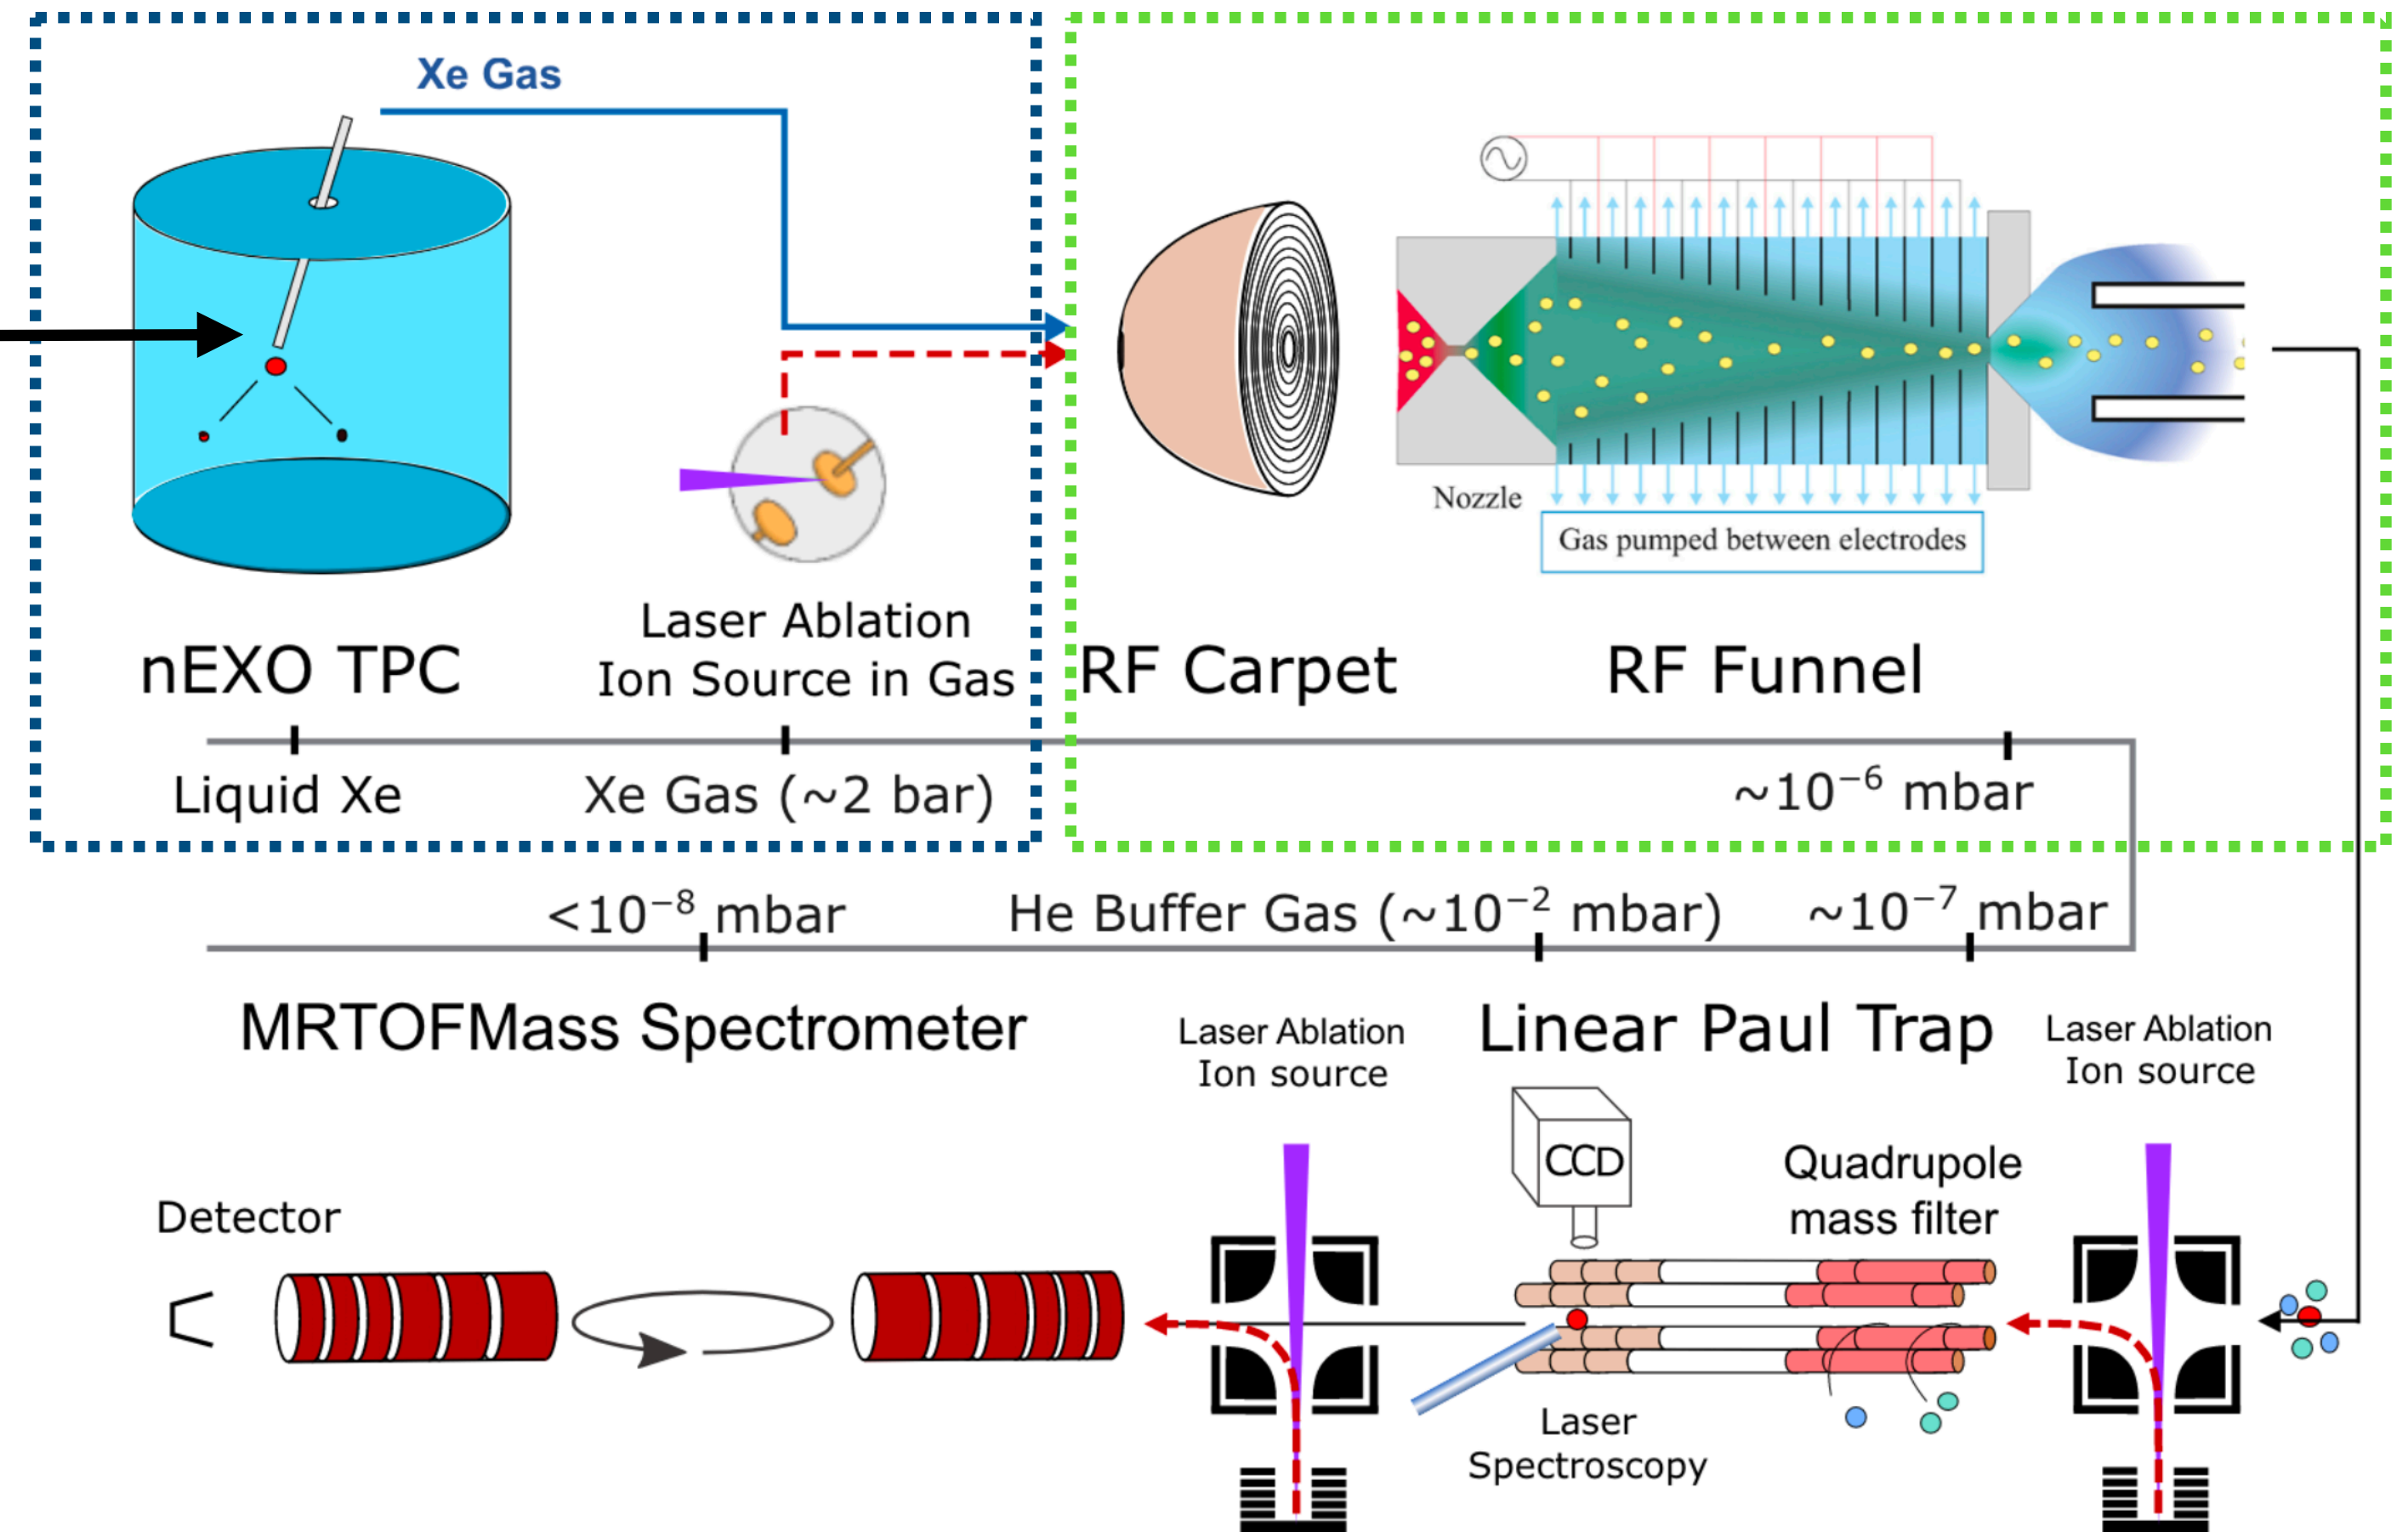 Xe Gas
Nozzle
Gas pumped between electrodes
nEXO TPC
Laser Ablation
Ion Source in Gas
RF Carpet
RF Funnel
Liquid Xe
Xe Gas (~2 bar)
~10⁻⁶ mbar
<10⁻⁸ mbar
He Buffer Gas (~10⁻² mbar)
~10⁻⁷ mbar
MRTOFMass Spectrometer
Laser Ablation
Ion source
Linear Paul Trap
Laser Ablation
Ion source
CCD
Quadrupole
mass filter
Detector
Laser
Spectroscopy